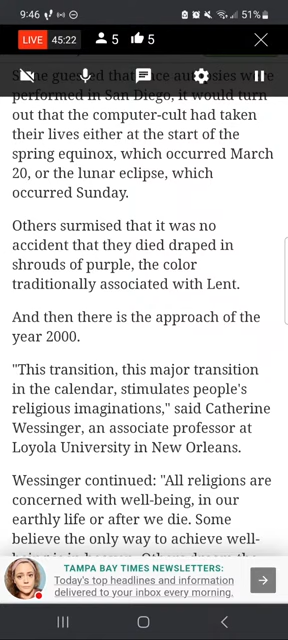 9:46
51%
LIVE 45:22 5 5
Some guessed that once autopsies were
performed in San Diego, it would turn
out that the computer-cult had taken
their lives either at the start of the
spring equinox, which occurred March
20, or the lunar eclipse, which
occurred Sunday.
Others surmised that it was no
accident that they died draped in
shrouds of purple, the color
traditionally associated with Lent.
And then there is the approach of the
year 2000.
"This transition, this major transition
in the calendar, stimulates people's
religious imaginations," said Catherine
Wessinger, an associate professor at
Loyola University in New Orleans.
Wessinger continued: "All religions are
concerned with well-being, in our
earthly life or after we die. Some
believe the only way to achieve well-
TAMPA BAY TIMES NEWSLETTERS:
Today's top headlines and information
delivered to your inbox every morning.